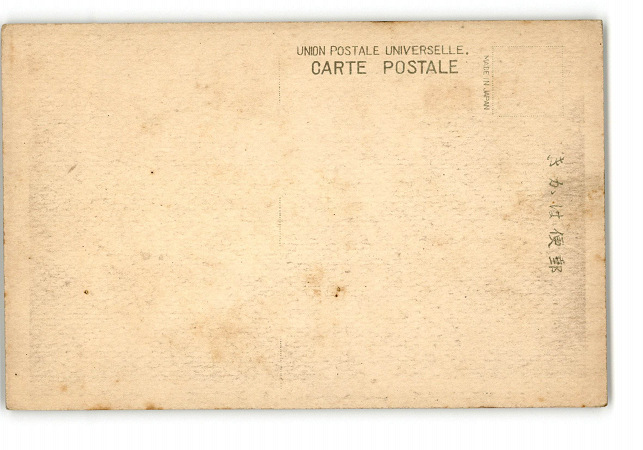 UNION POSTALE UNIVERSELLE.
CARTE POSTALE
MADE IN JAPAN
きかは便郵